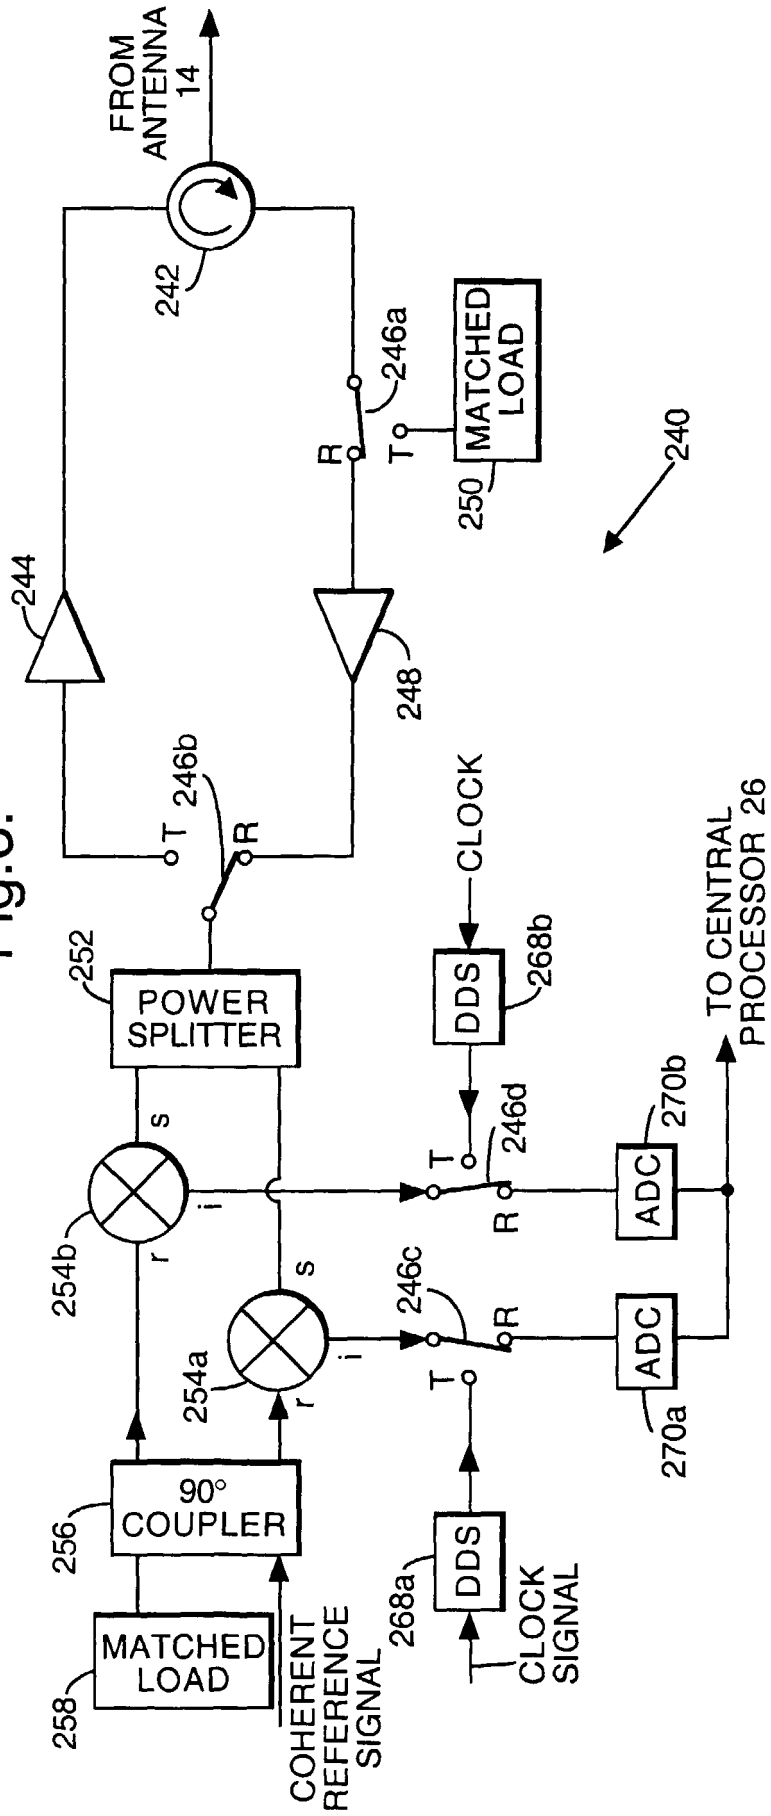 258
MATCHED
LOAD
256
90°
COUPLER
COHERENT
REFERENCE
SIGNAL
254b
r
s
i
254a
r
s
i
252
POWER
SPLITTER
246b
T
R
244
242
FROM
ANTENNA
14
246a
R
T
248
250
MATCHED
LOAD
240
268a
DDS
CLOCK
SIGNAL
246c
T
R
246d
T
R
DDS
268b
CLOCK
ADC
270a
ADC
270b
TO CENTRAL
PROCESSOR 26